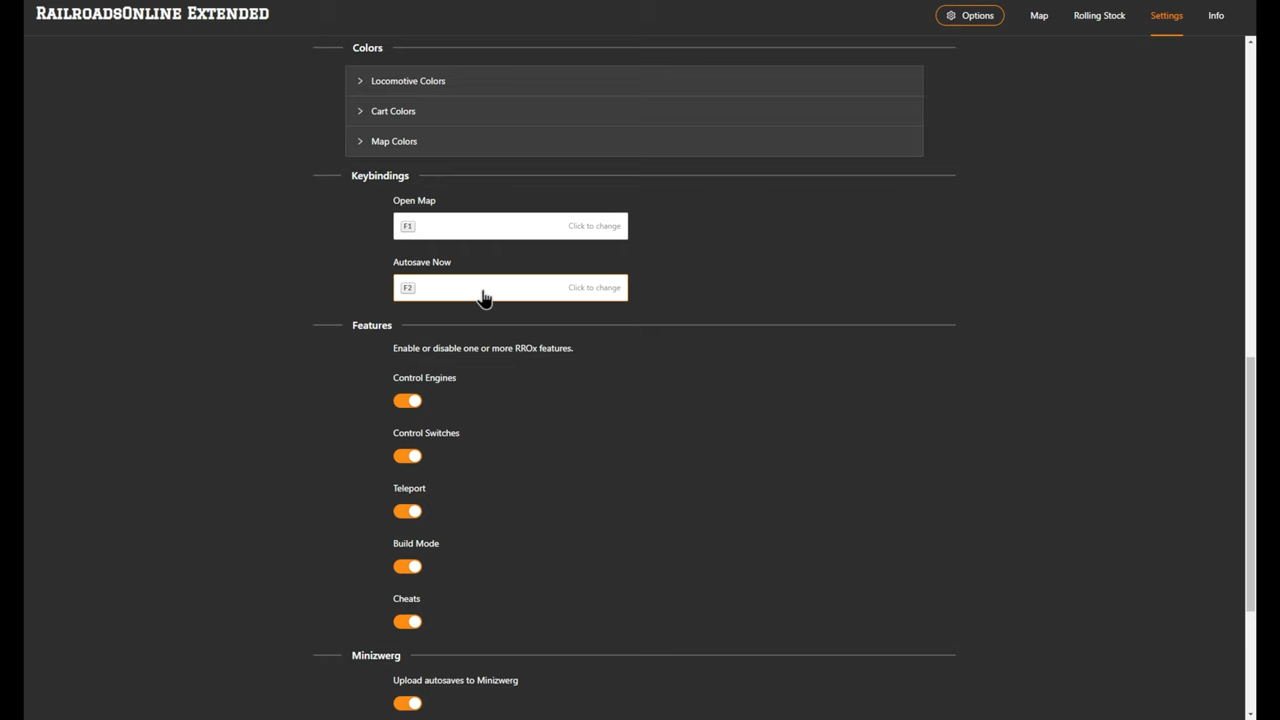 RailroadsOnline Extended
Options
Map
Rolling Stock
Settings
Info
Colors
Locomotive Colors
Cart Colors
Map Colors
Keybindings
Open Map
F1
Click to change
Autosave Now
F2
Click to change
Features
Enable or disable one or more RROx features.
Control Engines
Control Switches
Teleport
Build Mode
Cheats
Minizwerg
Upload autosaves to Minizwerg